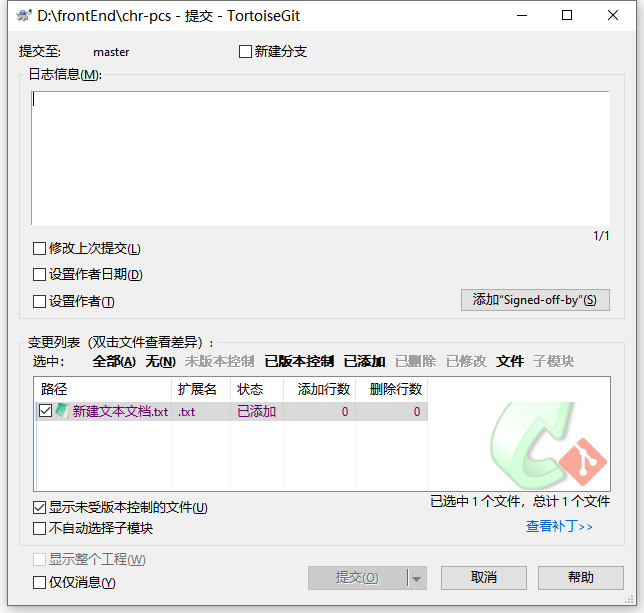 D:\frontEnd\chr-pcs - 提交 - TortoiseGit
提交至: master 新建分支
日志信息(M):
1/1
修改上次提交(L)
设置作者日期(D)
设置作者(T) 添加“Signed-off-by”(S)
变更列表（双击文件查看差异）:
选中: 全部(A) 无(N) 未版本控制 已版本控制 已添加 已删除 已修改 文件 子模块
路径 扩展名 状态 添加行数 删除行数
新建文本文档.txt .txt 已添加 0 0
显示未受版本控制的文件(U) 已选中 1 个文件，总计 1 个文件
不自动选择子模块 查看补丁>>
显示整个工程(W)
仅仅消息(Y) 提交(O) 取消 帮助